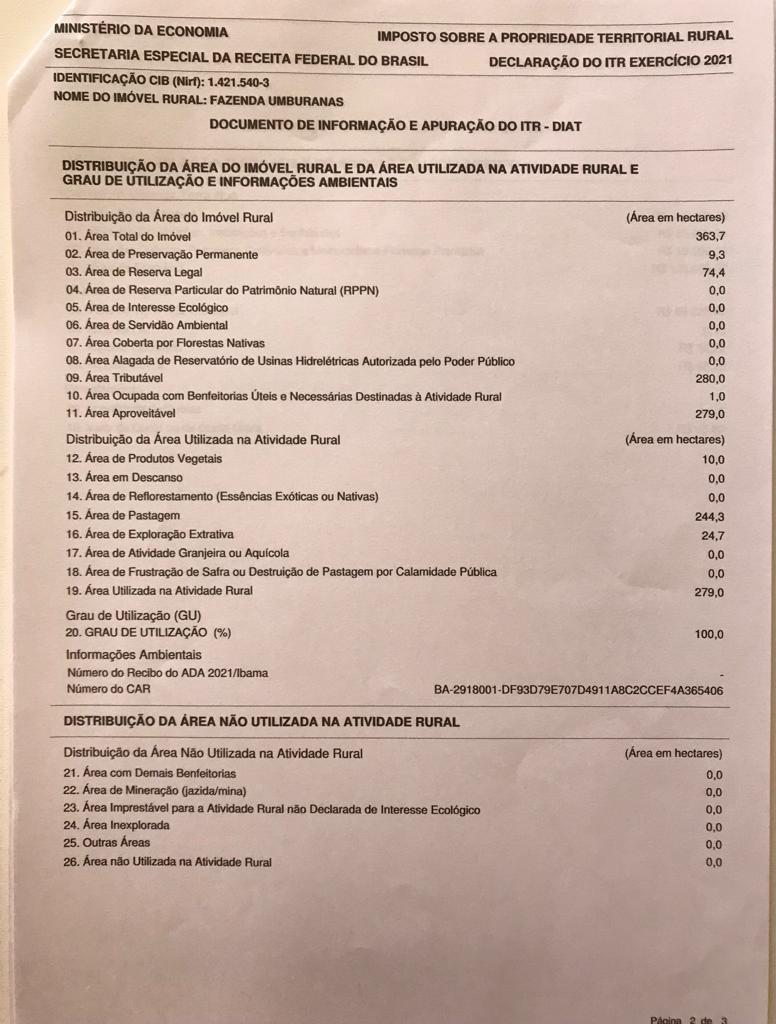 MINISTÉRIO DA ECONOMIA
IMPOSTO SOBRE A PROPRIEDADE TERRITORIAL RURAL
SECRETARIA ESPECIAL DA RECEITA FEDERAL DO BRASIL
DECLARAÇÃO DO ITR EXERCÍCIO 2021
IDENTIFICAÇÃO CIB (Nirf): 1.421.540-3
NOME DO IMÓVEL RURAL: FAZENDA UMBURANAS
DOCUMENTO DE INFORMAÇÃO E APURAÇÃO DO ITR - DIAT
DISTRIBUIÇÃO DA ÁREA DO IMÓVEL RURAL E DA ÁREA UTILIZADA NA ATIVIDADE RURAL E
GRAU DE UTILIZAÇÃO E INFORMAÇÕES AMBIENTAIS
Distribuição da Área do Imóvel Rural (Área em hectares)
01. Área Total do Imóvel 363,7
02. Área de Preservação Permanente 9,3
03. Área de Reserva Legal 74,4
04. Área de Reserva Particular do Patrimônio Natural (RPPN) 0,0
05. Área de Interesse Ecológico 0,0
06. Área de Servidão Ambiental 0,0
07. Área Coberta por Florestas Nativas 0,0
08. Área Alagada de Reservatório de Usinas Hidrelétricas Autorizada pelo Poder Público 0,0
09. Área Tributável 280,0
10. Área Ocupada com Benfeitorias Úteis e Necessárias Destinadas à Atividade Rural 1,0
11. Área Aproveitável 279,0
Distribuição da Área Utilizada na Atividade Rural (Área em hectares)
12. Área de Produtos Vegetais 10,0
13. Área em Descanso 0,0
14. Área de Reflorestamento (Essências Exóticas ou Nativas) 0,0
15. Área de Pastagem 244,3
16. Área de Exploração Extrativa 24,7
17. Área de Atividade Granjeira ou Aquícola 0,0
18. Área de Frustração de Safra ou Destruição de Pastagem por Calamidade Pública 0,0
19. Área Utilizada na Atividade Rural 279,0
Grau de Utilização (GU)
20. GRAU DE UTILIZAÇÃO (%) 100,0
Informações Ambientais
Número do Recibo do ADA 2021/Ibama -
Número do CAR BA-2918001-DF93D79E707D4911A8C2CCEF4A365406
DISTRIBUIÇÃO DA ÁREA NÃO UTILIZADA NA ATIVIDADE RURAL
Distribuição da Área Não Utilizada na Atividade Rural (Área em hectares)
21. Área com Demais Benfeitorias 0,0
22. Área de Mineração (jazida/mina) 0,0
23. Área Imprestável para a Atividade Rural não Declarada de Interesse Ecológico 0,0
24. Área Inexplorada 0,0
25. Outras Áreas 0,0
26. Área não Utilizada na Atividade Rural 0,0
Página 2 de 3